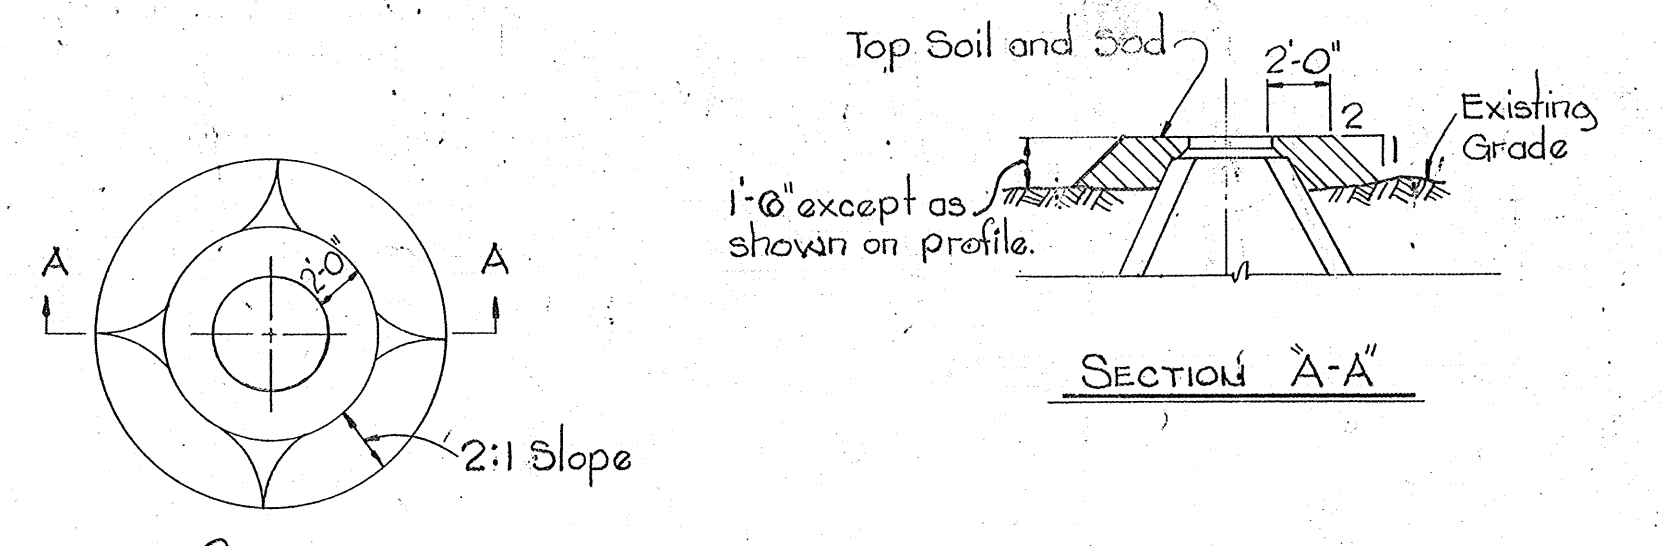 Top Soil and Sod
2'-0"
2
1
Existing
Grade
1'-6" except as
shown on profile.
A
A
2'-0"
2:1 Slope
SECTION "A-A"